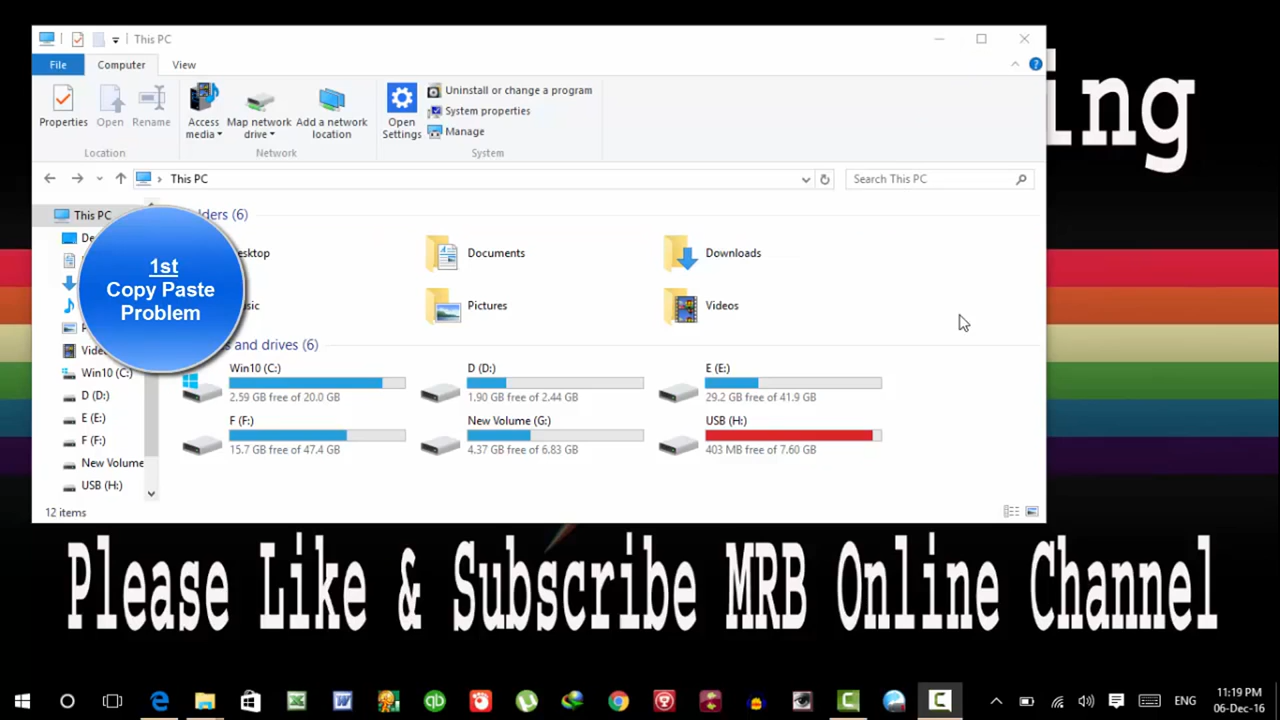 This PC
File
Computer
View
Properties
Open
Rename
Access
media
Map network
drive
Add a network
location
Open
Settings
Uninstall or change a program
System properties
Manage
Location
Network
System
This PC
Search This PC
ing
This PC
De
Vide
Win10 (C:)
D (D:)
E (E:)
F (F:)
New Volume
USB (H:)
1st
Copy Paste
Problem
lders (6)
esktop
Documents
Downloads
sic
Pictures
Videos
s and drives (6)
Win10 (C:)
2.59 GB free of 20.0 GB
D (D:)
1.90 GB free of 2.44 GB
E (E:)
29.2 GB free of 41.9 GB
F (F:)
15.7 GB free of 47.4 GB
New Volume (G:)
4.37 GB free of 6.83 GB
USB (H:)
403 MB free of 7.60 GB
12 items
Please Like & Subscribe MRB Online Channel
ENG
11:19 PM
06-Dec-16